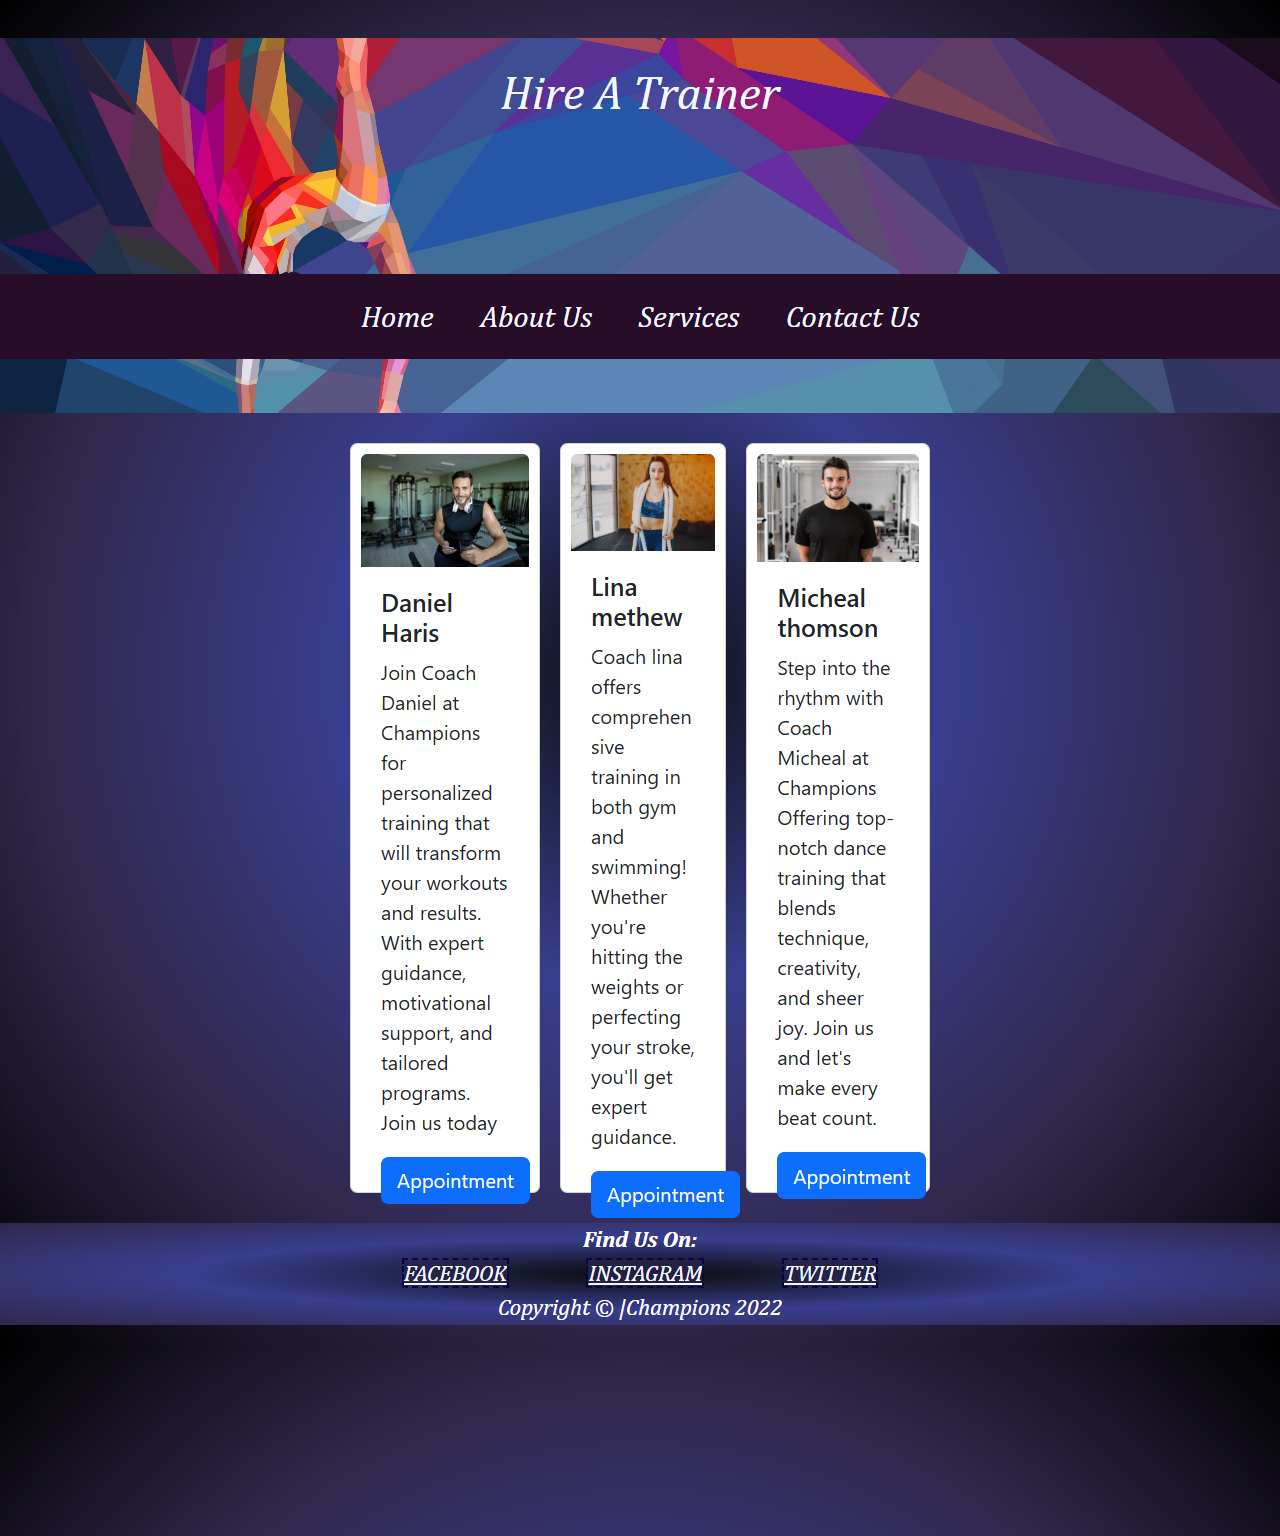 Hire A Trainer
Home About Us Services Contact Us
Daniel
Haris
Join Coach
Daniel at
Champions
for
personalized
training that
will transform
your workouts
and results.
With expert
guidance,
motivational
support, and
tailored
programs.
Join us today
Appointment
Lina
methew
Coach lina
offers
comprehen
sive
training in
both gym
and
swimming!
Whether
you're
hitting the
weights or
perfecting
your stroke,
you'll get
expert
guidance.
Appointment
Micheal
thomson
Step into the
rhythm with
Coach
Micheal at
Champions
Offering top-
notch dance
training that
blends
technique,
creativity,
and sheer
joy. Join us
and let's
make every
beat count.
Appointment
Find Us On:
FACEBOOK INSTAGRAM TWITTER
Copyright © |Champions 2022